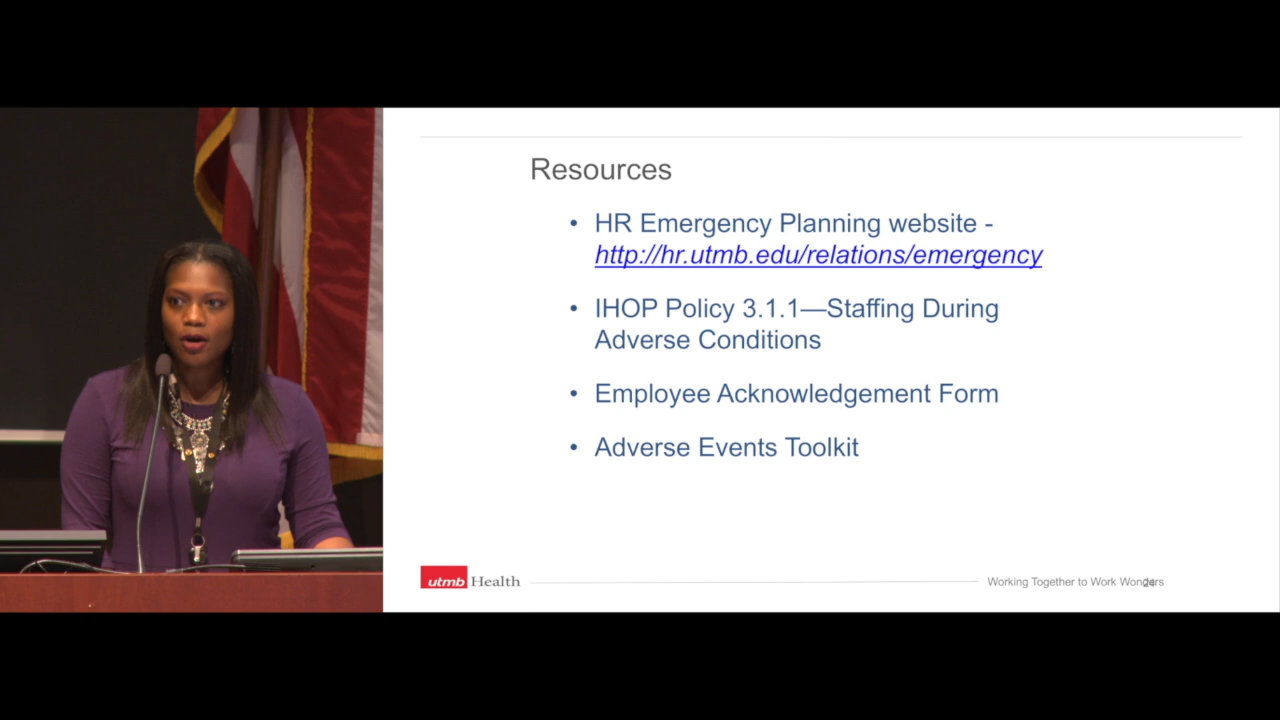 Resources
• HR Emergency Planning website -
http://hr.utmb.edu/relations/emergency
• IHOP Policy 3.1.1—Staffing During
Adverse Conditions
• Employee Acknowledgement Form
• Adverse Events Toolkit
utmb Health
Working Together to Work Wonders
24